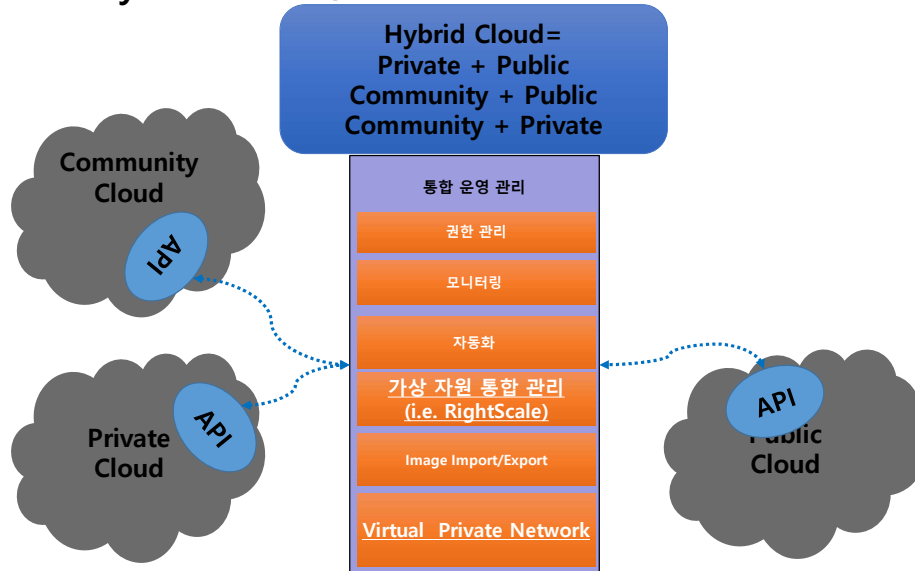 Hybrid Cloud=
Private + Public
Community + Public
Community + Private
Community
Cloud
API
통합 운영 관리
권한 관리
모니터링
자동화
가상 자원 통합 관리
(i.e. RightScale)
Image Import/Export
Virtual Private Network
API
Private
Cloud
API
Public
Cloud